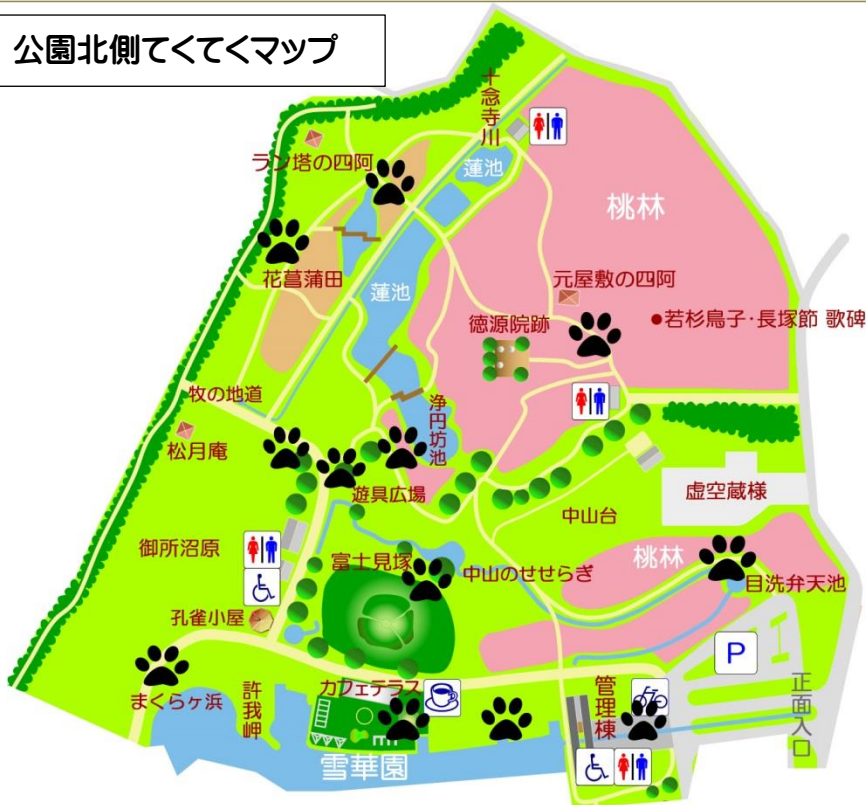 公園北側てくてくマップ
十念寺川
ラン塔の四阿
蓮池
桃林
花菖蒲田
蓮池
元屋敷の四阿
徳源院跡
●若杉鳥子・長塚節 歌碑
牧の地道
浄円坊池
松月庵
遊具広場
虚空蔵様
中山台
御所沼原
富士見塚
中山のせせらぎ
桃林
目洗弁天池
孔雀小屋
P
まくらヶ浜
許我岬
カフェテラス
管理棟
正面入口
雪華園